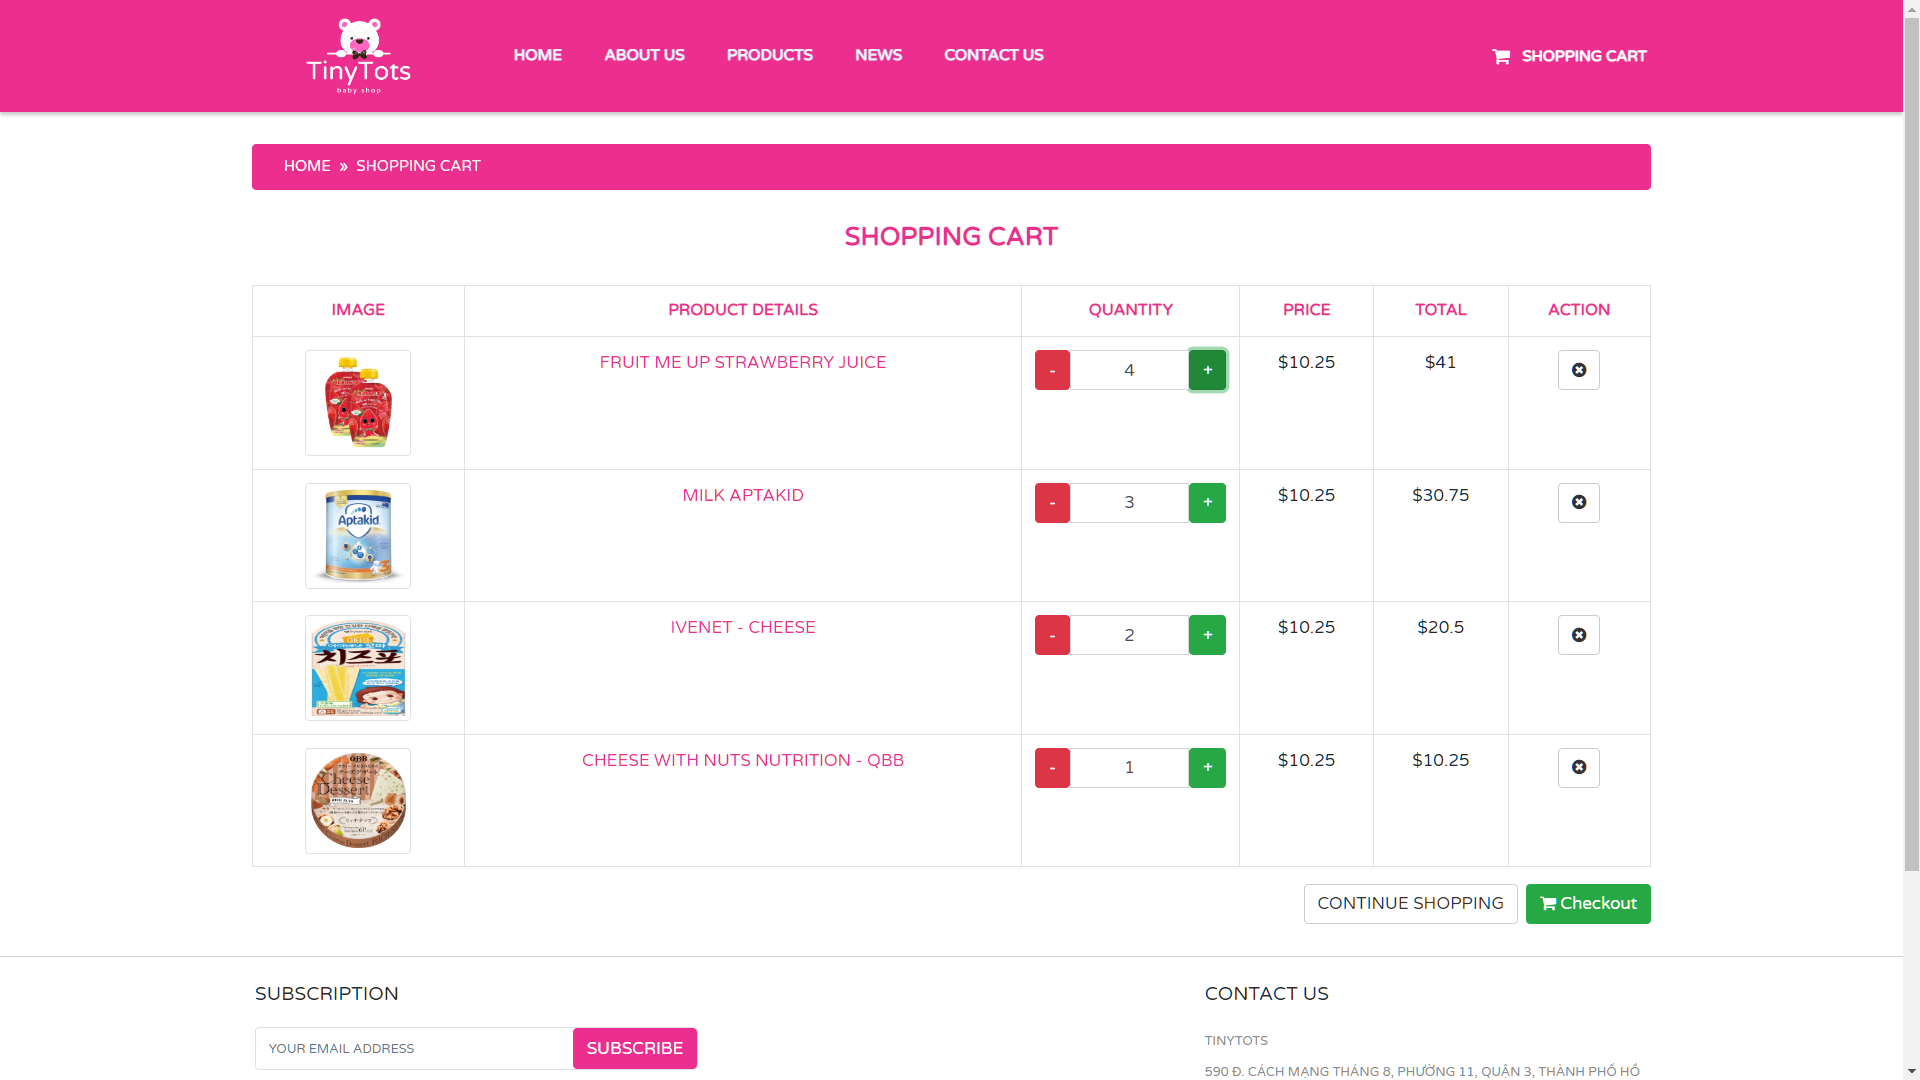 TinyTots
baby shop
HOME
ABOUT US
PRODUCTS
NEWS
CONTACT US
SHOPPING CART
HOME » SHOPPING CART
SHOPPING CART
IMAGE
PRODUCT DETAILS
QUANTITY
PRICE
TOTAL
ACTION
FRUIT ME UP STRAWBERRY JUICE
- 4 +
$10.25
$41
Aptakid
3
MILK APTAKID
- 3 +
$10.25
$30.75
치즈포
IVENET - CHEESE
- 2 +
$10.25
$20.5
QBB
Cheese
Dessert
CHEESE WITH NUTS NUTRITION - QBB
- 1 +
$10.25
$10.25
CONTINUE SHOPPING
Checkout
SUBSCRIPTION
YOUR EMAIL ADDRESS
SUBSCRIBE
CONTACT US
TINYTOTS
590 Đ. CÁCH MẠNG THÁNG 8, PHƯỜNG 11, QUẬN 3, THÀNH PHỐ HỒ